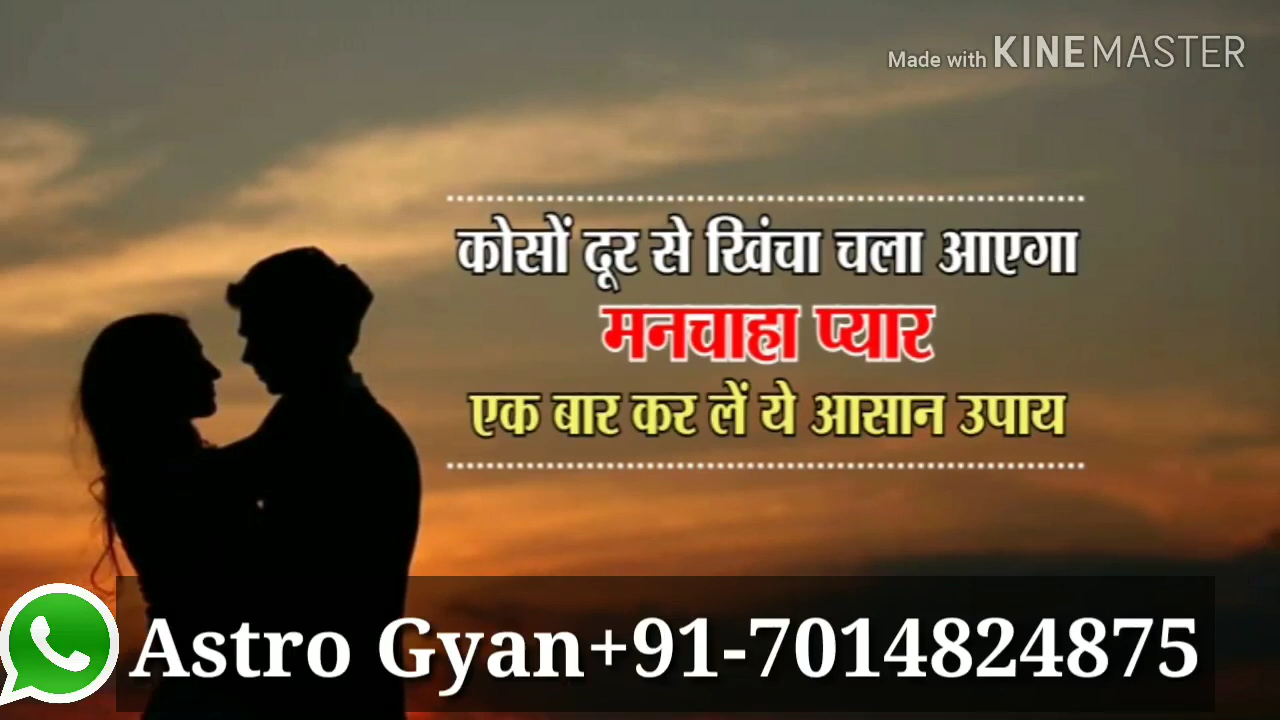 Made with KINEMASTER
कोसों दूर से खिंचा चला आएगा
मनचाहा प्यार
एक बार कर लें ये आसान उपाय
Astro Gyan+91-7014824875